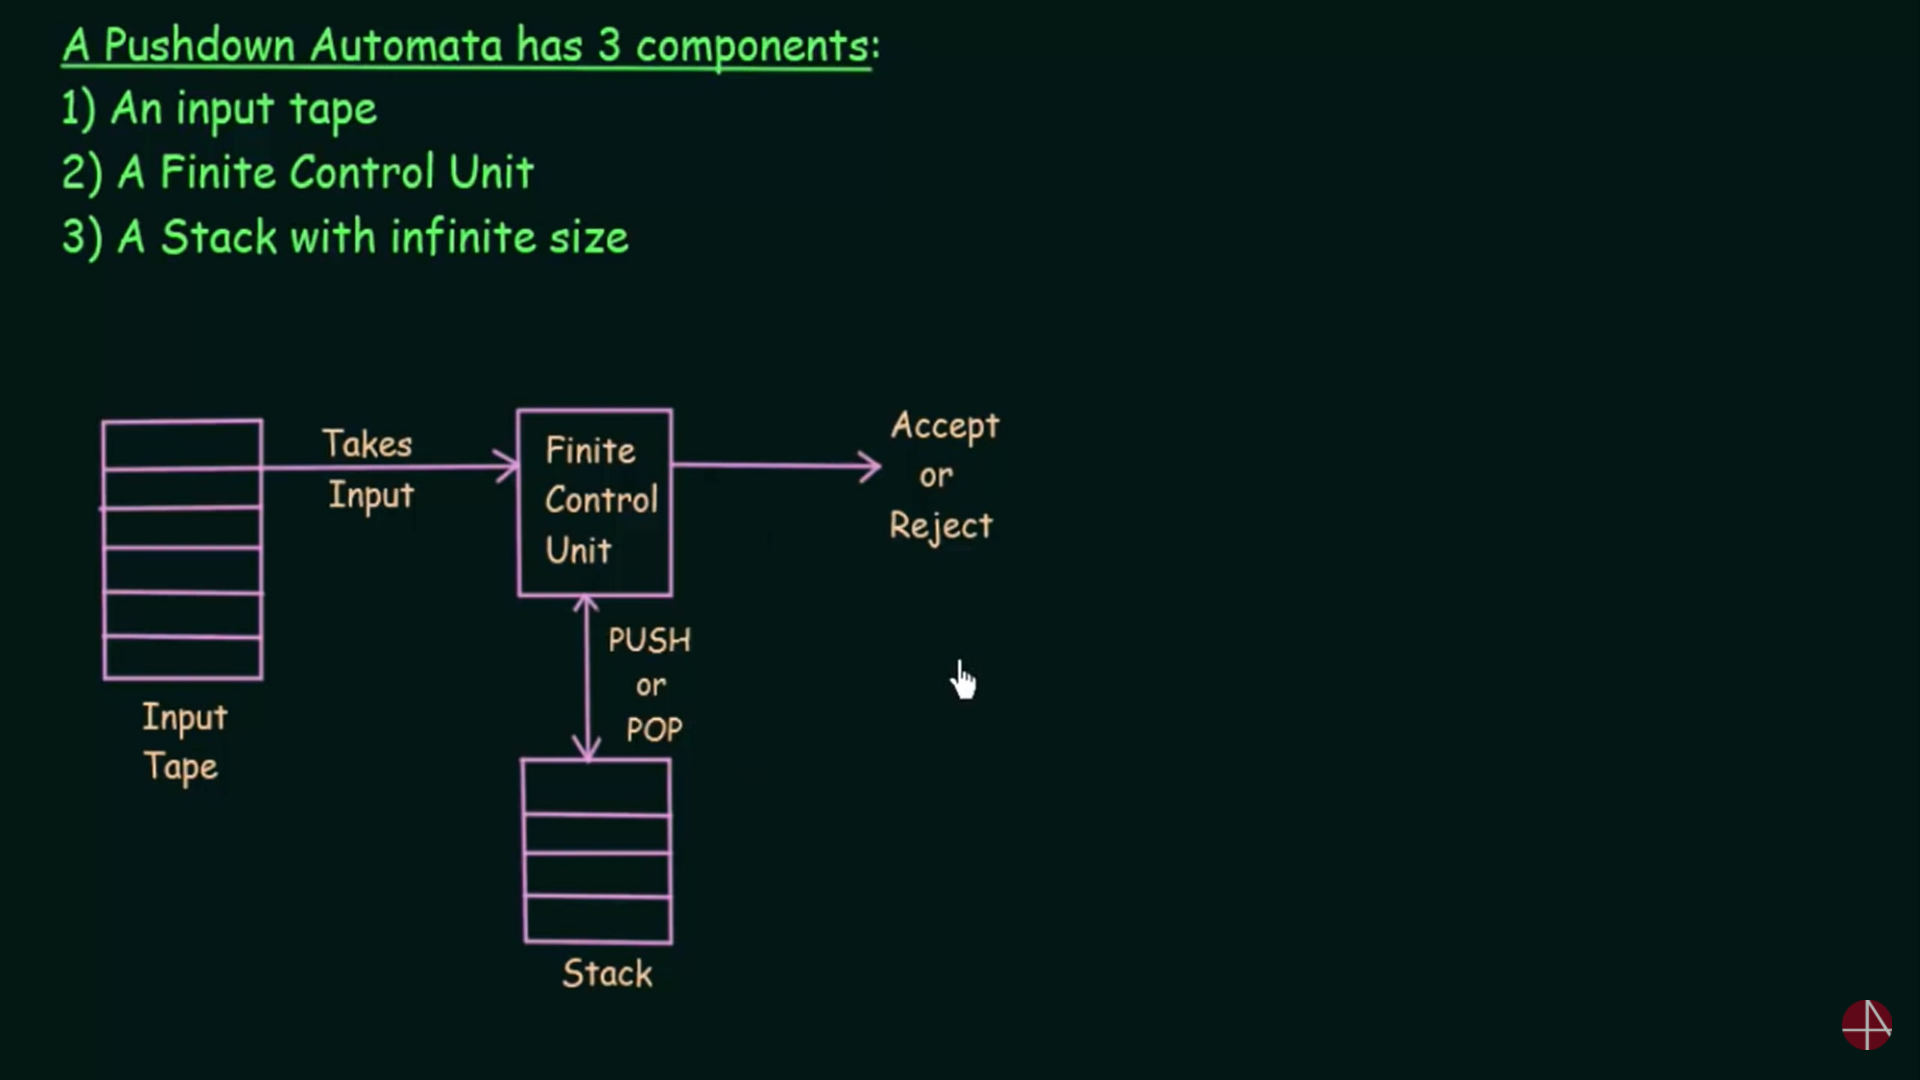 A Pushdown Automata has 3 components:
1) An input tape
2) A Finite Control Unit
3) A Stack with infinite size
Takes
Input
Finite
Control
Unit
Accept
or
Reject
PUSH
or
POP
Input
Tape
Stack